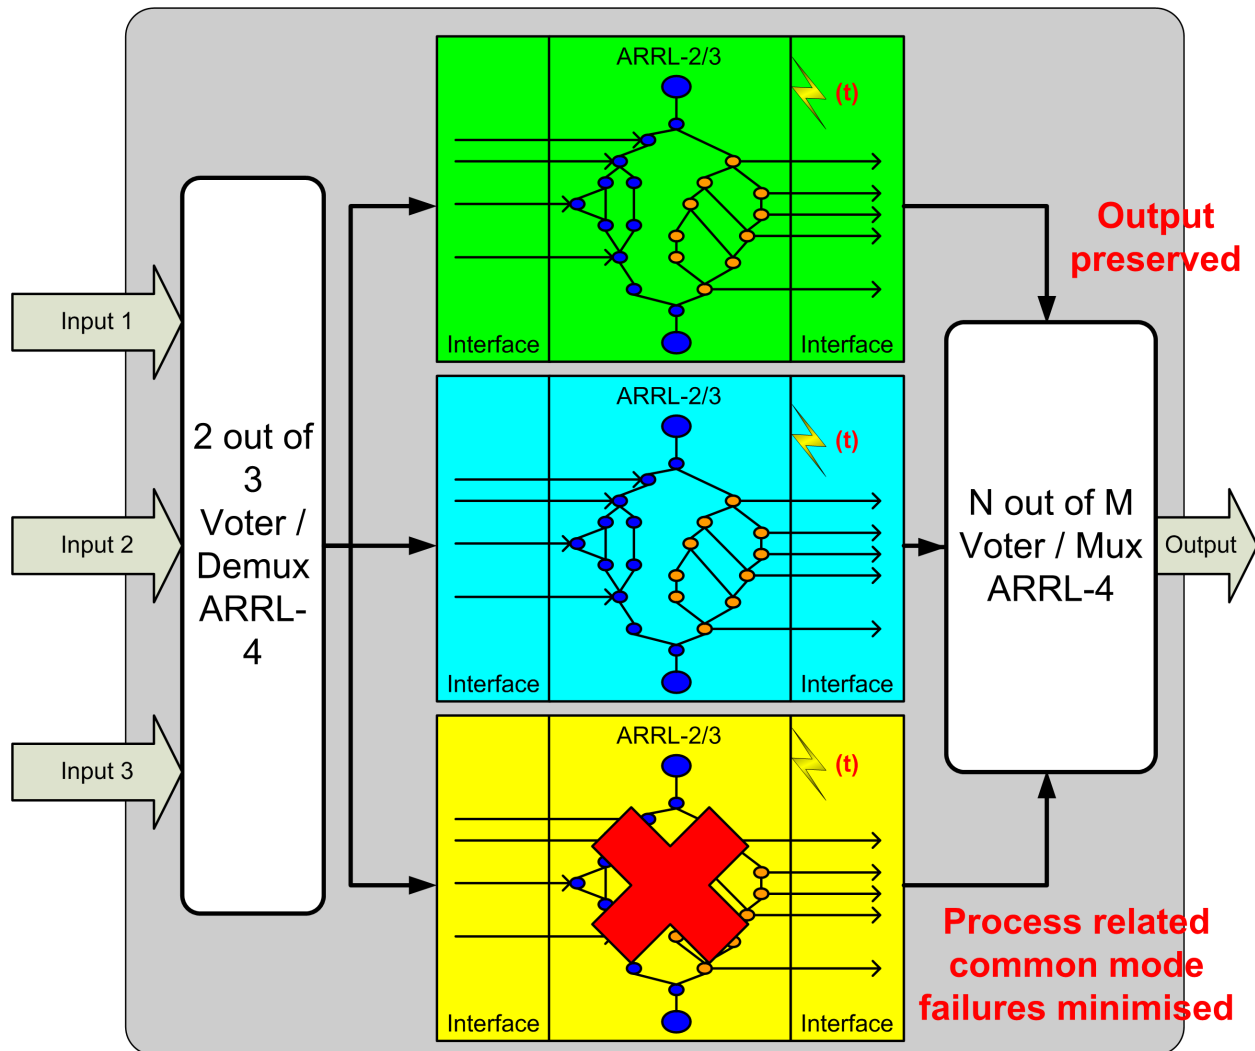 ARRL-2/3
(t)
Interface
Interface
Output
preserved
Input 1
ARRL-2/3
(t)
2 out of
3
Voter /
Demux
ARRL-
4
Input 2
N out of M
Voter / Mux
ARRL-4
Output
Interface
Interface
ARRL-2/3
(t)
Input 3
Process related
common mode
failures minimised
Interface
Interface